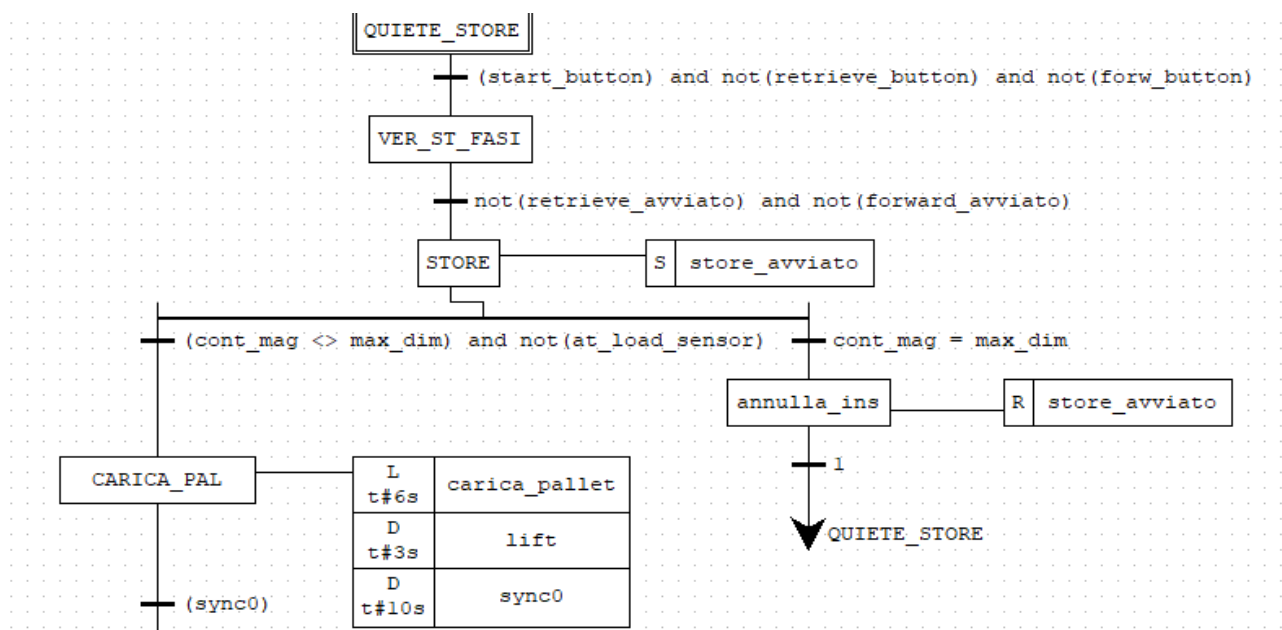 QUIETE_STORE
(start_button) and not(retrieve_button) and not(forw_button)
VER_ST_FASI
not(retrieve_avviato) and not(forward_avviato)
STORE
S store_avviato
(cont_mag <> max_dim) and not(at_load_sensor)
cont_mag = max_dim
annulla_ins
R store_avviato
1
QUIETE_STORE
CARICA_PAL
L
t#6s
carica_pallet
D
t#3s
lift
D
t#10s
sync0
(sync0)